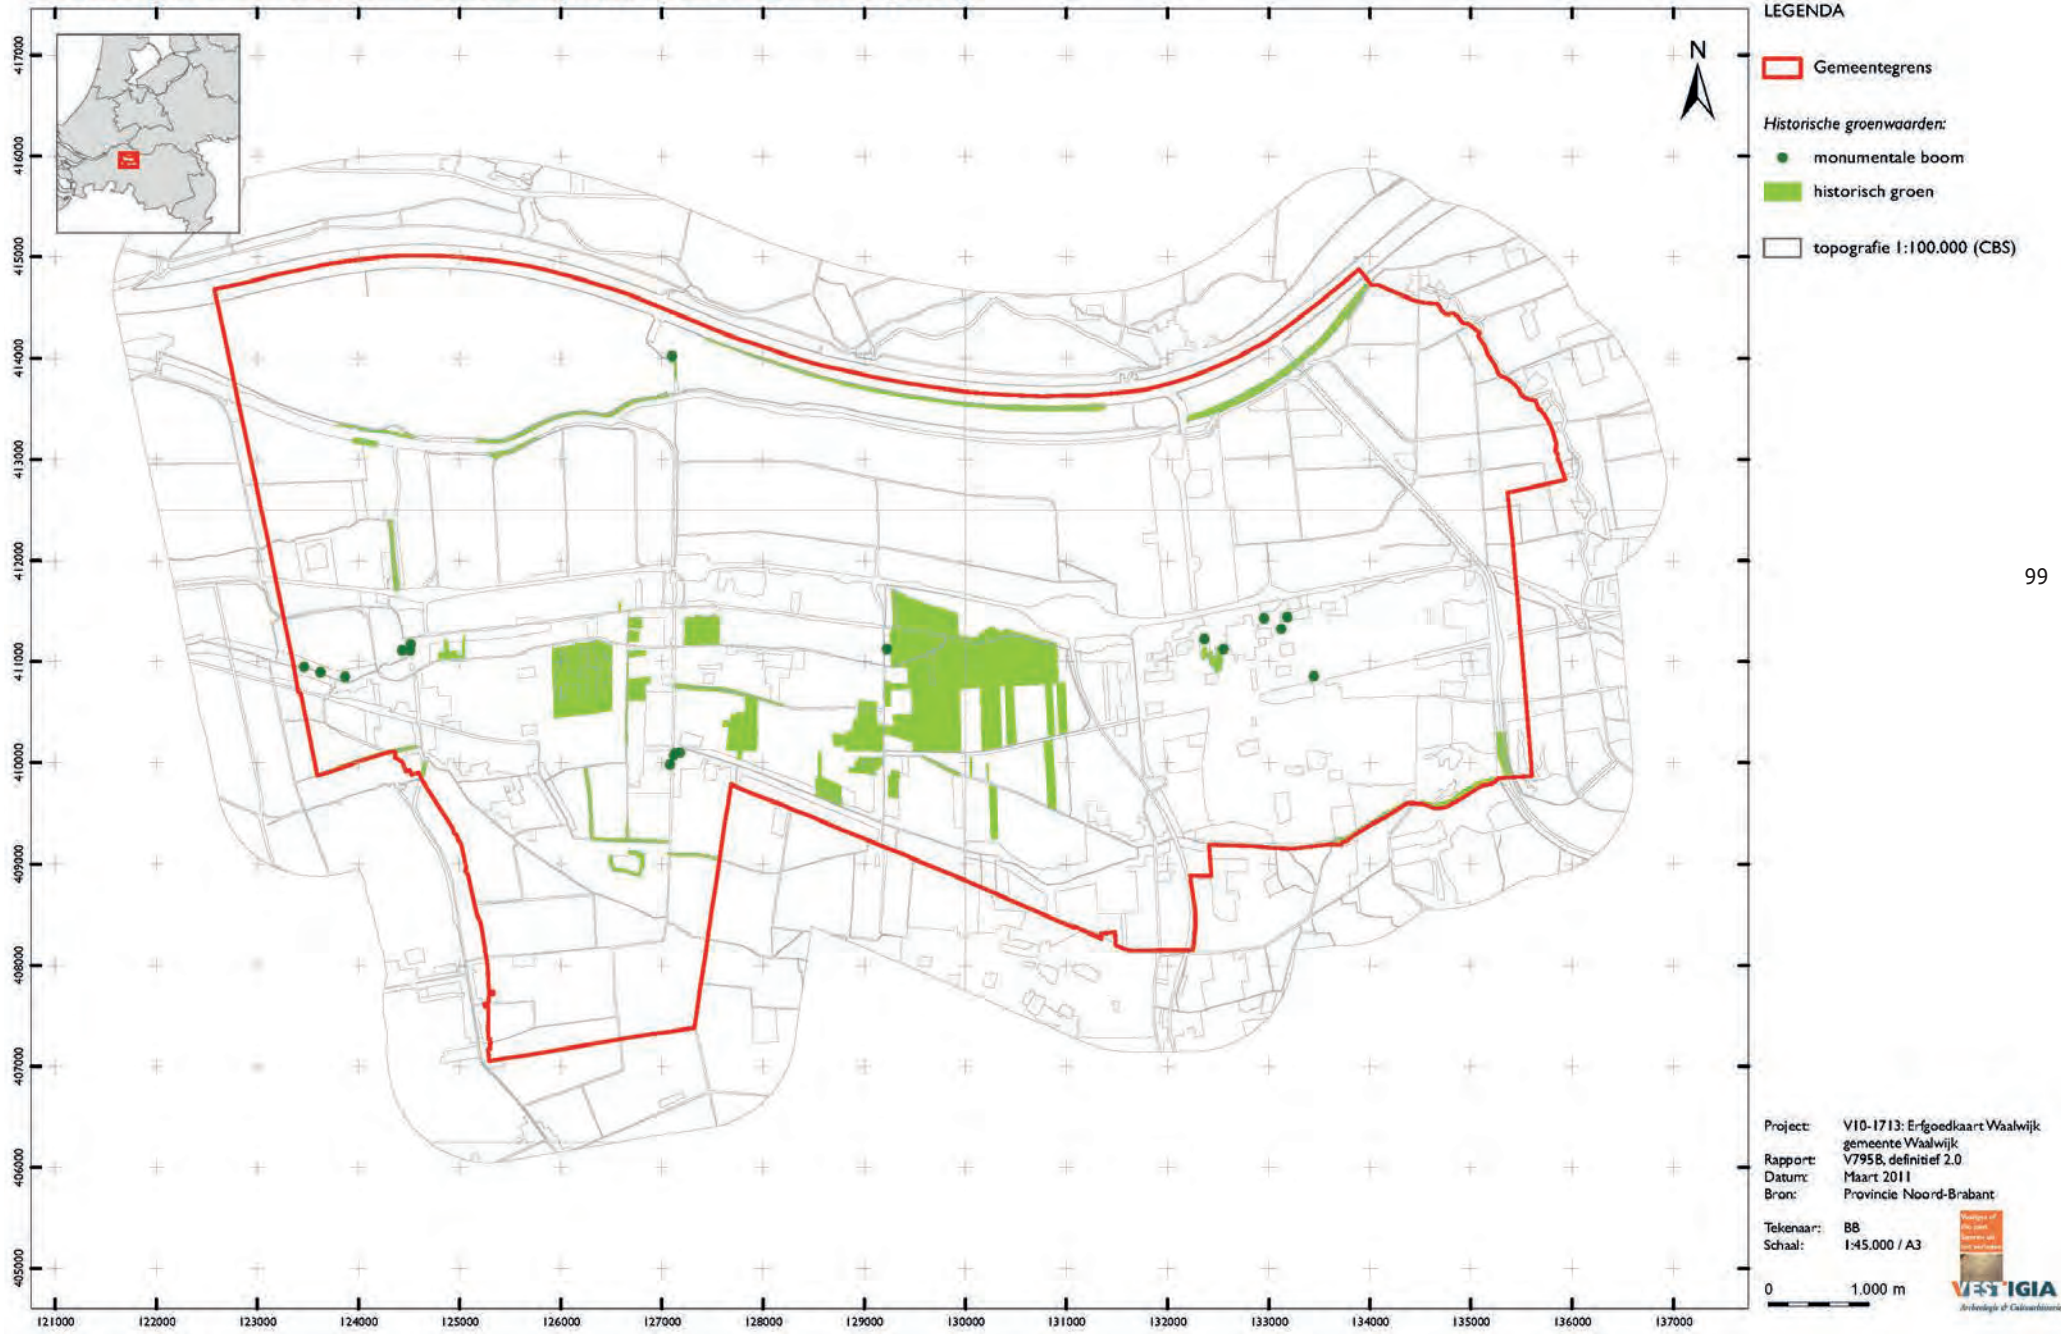 LEGENDA
N
Gemeentegrens
Historische groenwaarden:
monumentale boom
historisch groen
topografie 1:100.000 (CBS)
99
417000
416000
415000
414000
413000
412000
411000
410000
409000
408000
407000
406000
405000
121000 122000 123000 124000 125000 126000 127000 128000 129000 130000 131000 132000 133000 134000 135000 136000 137000
Project: V10-1713: Erfgoedkaart Waalwijk
gemeente Waalwijk
Rapport: V795B, definitief 2.0
Datum: Maart 2011
Bron: Provincie Noord-Brabant
Tekenaar: BB
Schaal: 1:45.000 / A3
0 1.000 m
VESTIGIA
Archeologie & Cultuurhistorie